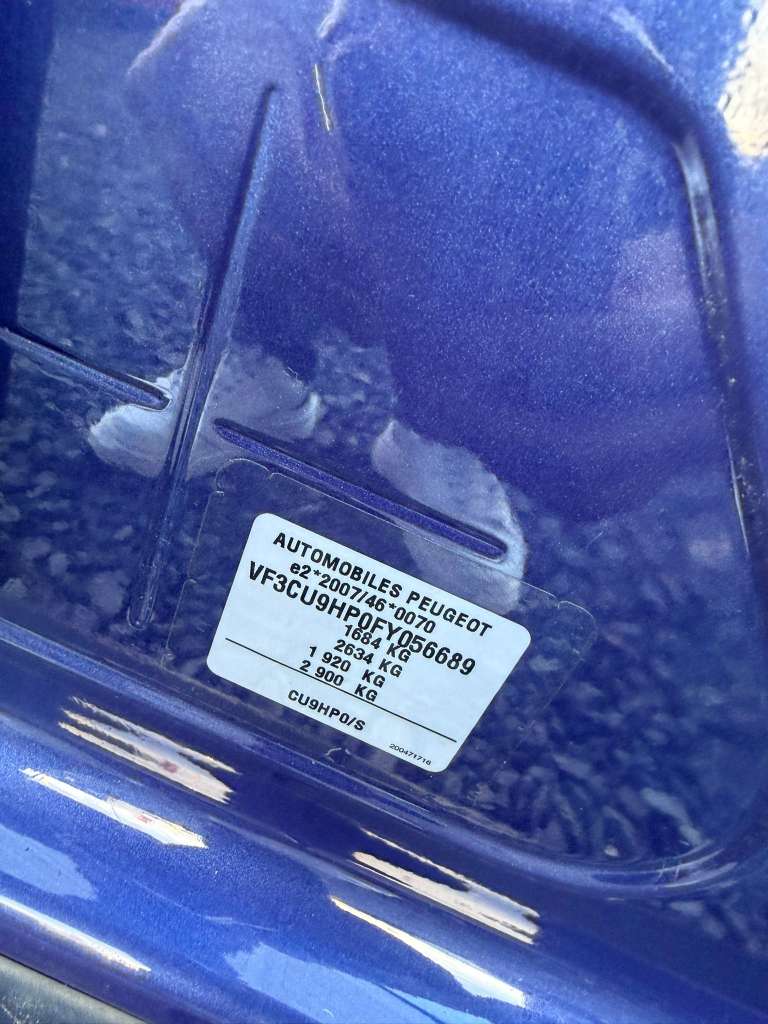 AUTOMOBILES PEUGEOT
e2*2007/46*0070
VF3CU9HP0FY056689
1684 KG
2634 KG
1 920 KG
2 900 KG
CU9HP0/S
200471716